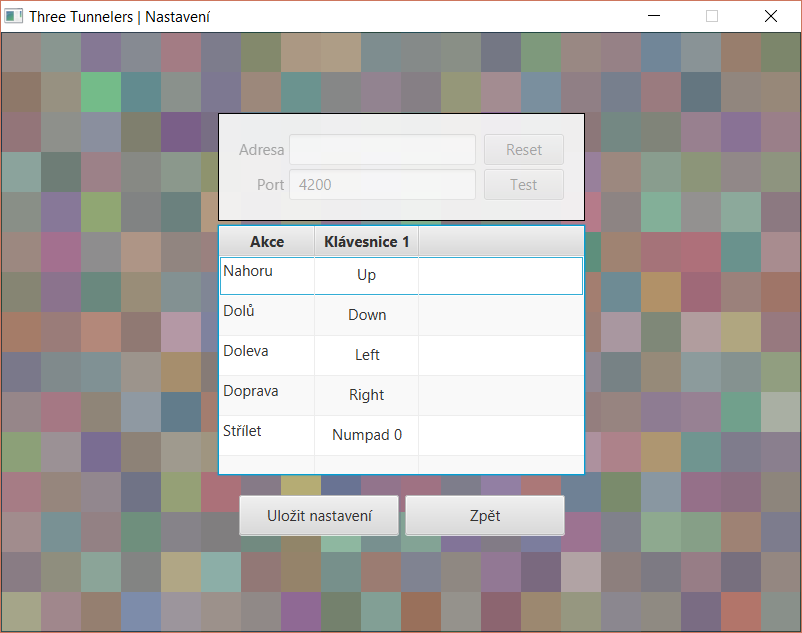 Three Tunnelers | Nastavení
Adresa Reset
Port 4200 Test
Akce Klávesnice 1
Nahoru Up
Dolů Down
Doleva Left
Doprava Right
Střílet Numpad 0
Uložit nastavení Zpět